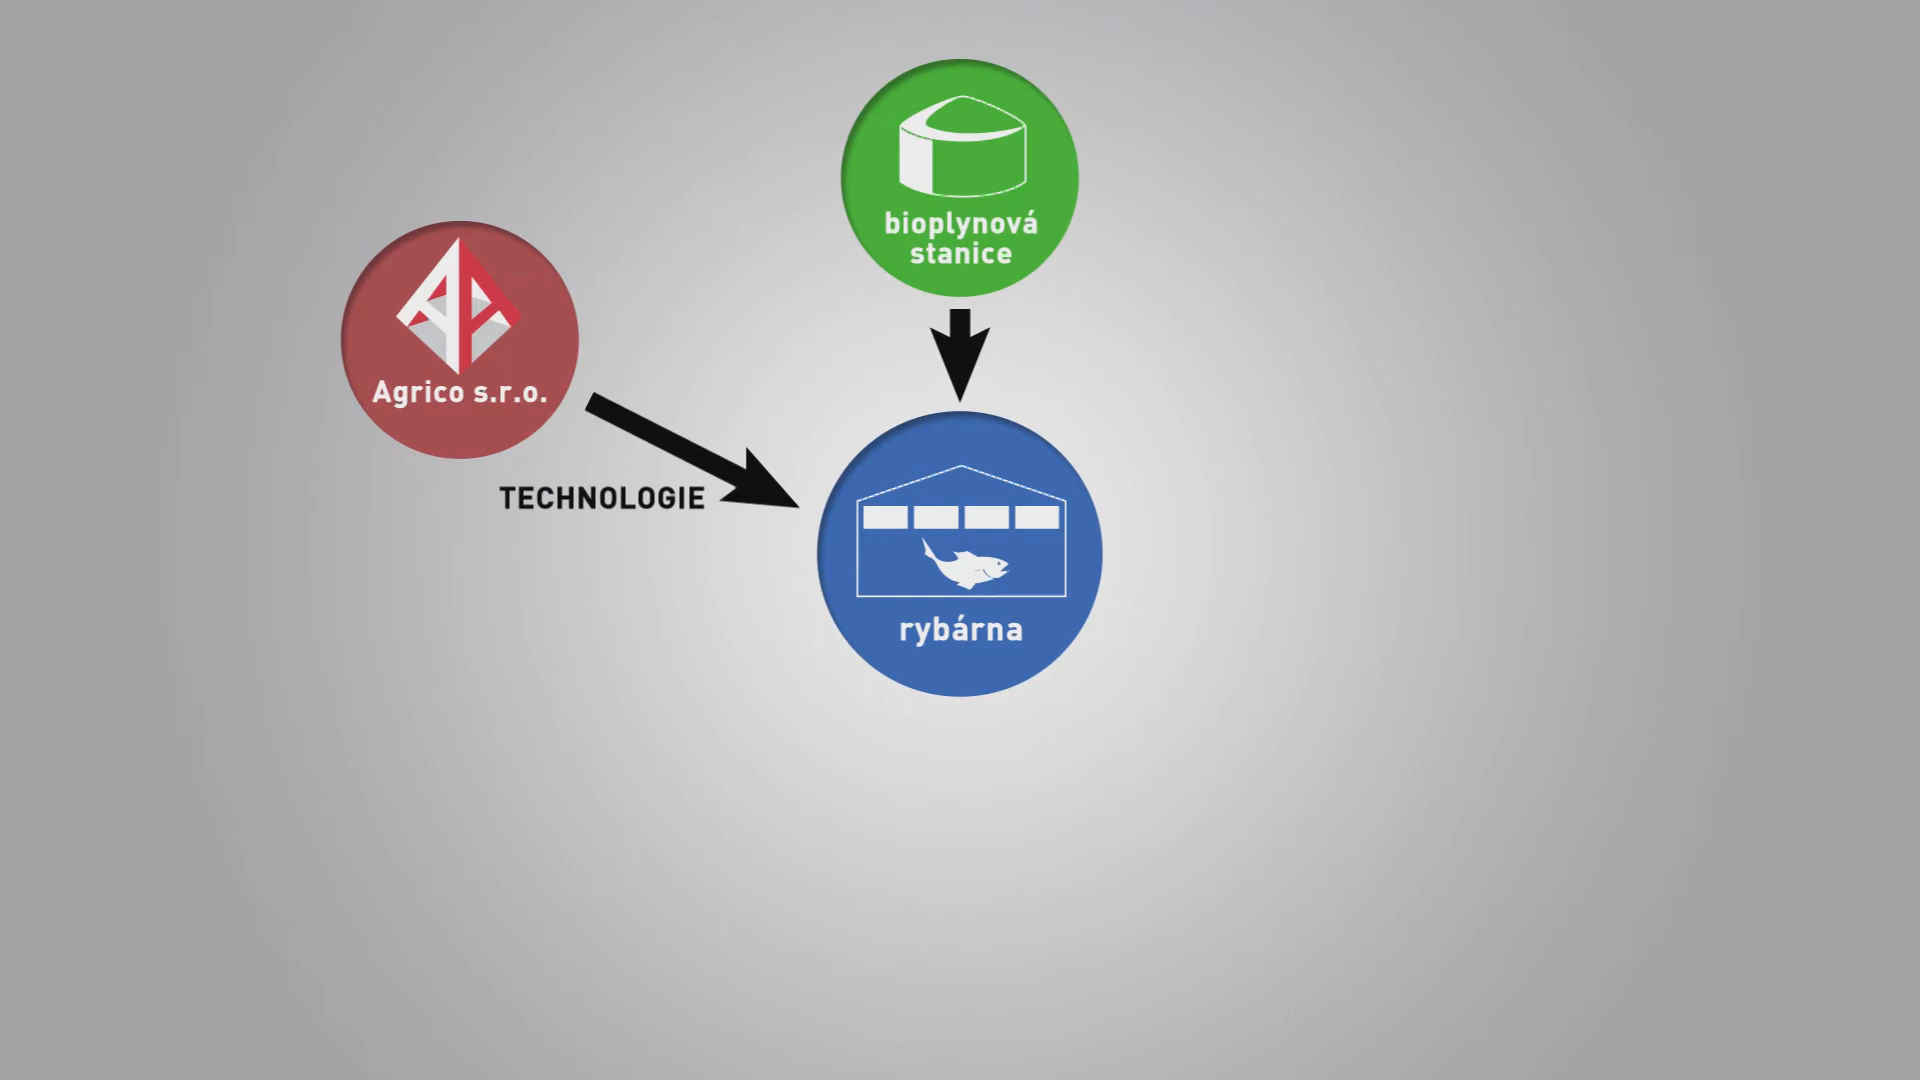 bioplynová
stanice
Agrico s.r.o.
TECHNOLOGIE
rybárna